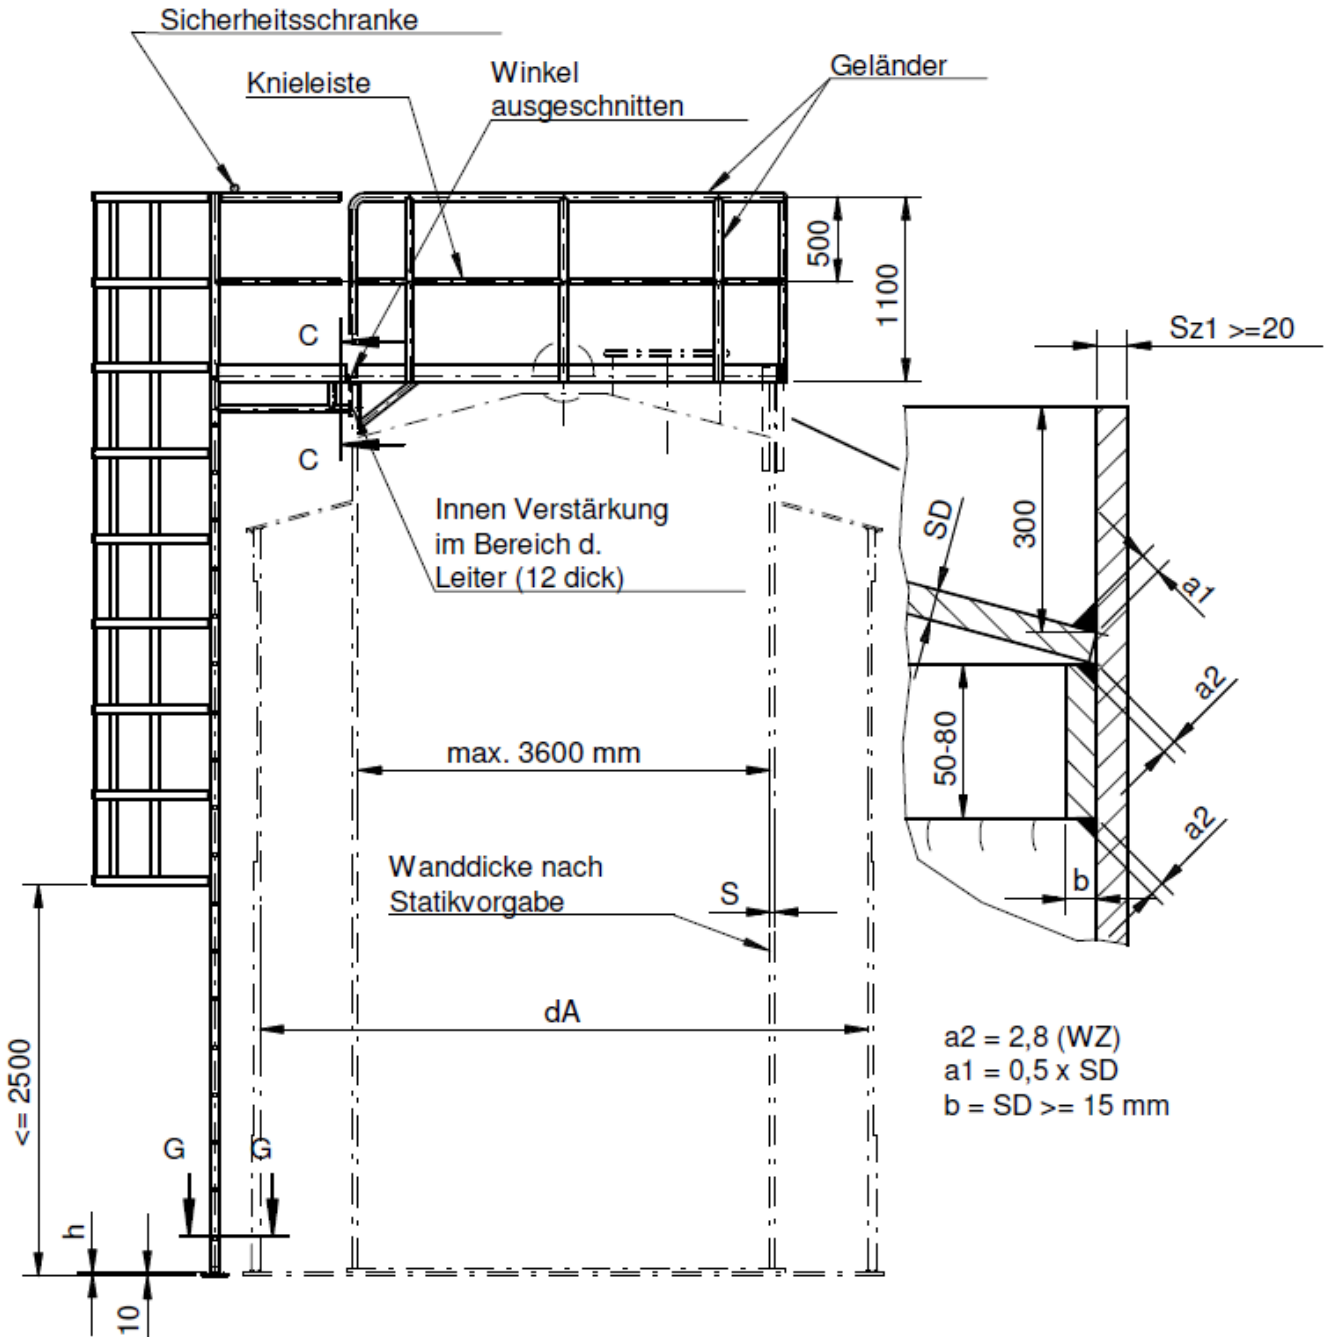 Sicherheitsschranke
Knieleiste
Winkel
ausgeschnitten
Geländer
500
1100
Sz1 >=20
C
C
SD
300
a1
Innen Verstärkung
im Bereich d.
Leiter (12 dick)
a2
50-80
max. 3600 mm
a2
Wanddicke nach
Statikvorgabe
S
b
dA
a2 = 2,8 (WZ)
a1 = 0,5 x SD
b = SD >= 15 mm
<= 2500
G
G
h
10